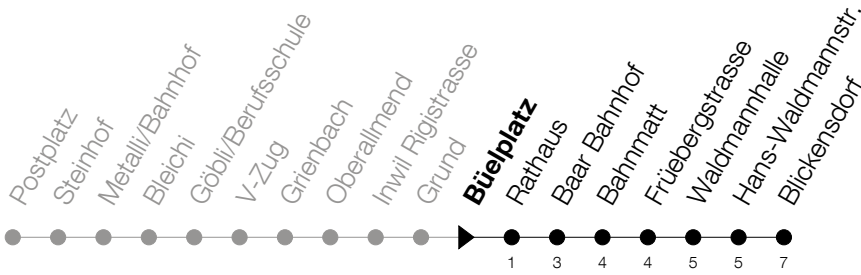 Postplatz
Steinhof
Metalli/Bahnhof
Bleichi
Göbli/Berufsschule
V-Zug
Grienbach
Oberallmend
Inwil Rigistrasse
Grund
Büelplatz
Rathaus
Baar Bahnhof
Bahnmatt
Früebergstrasse
Waldmannhalle
Hans-Waldmannstr.
Blickensdorf
1 3 4 4 5 5 7